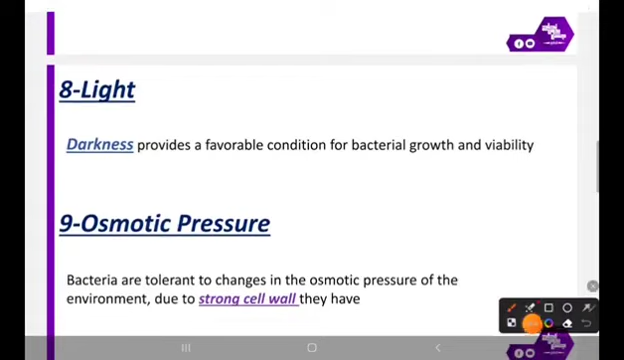 8-Light
Darkness provides a favorable condition for bacterial growth and viability
9-Osmotic Pressure
Bacteria are tolerant to changes in the osmotic pressure of the
environment, due to strong cell wall they have